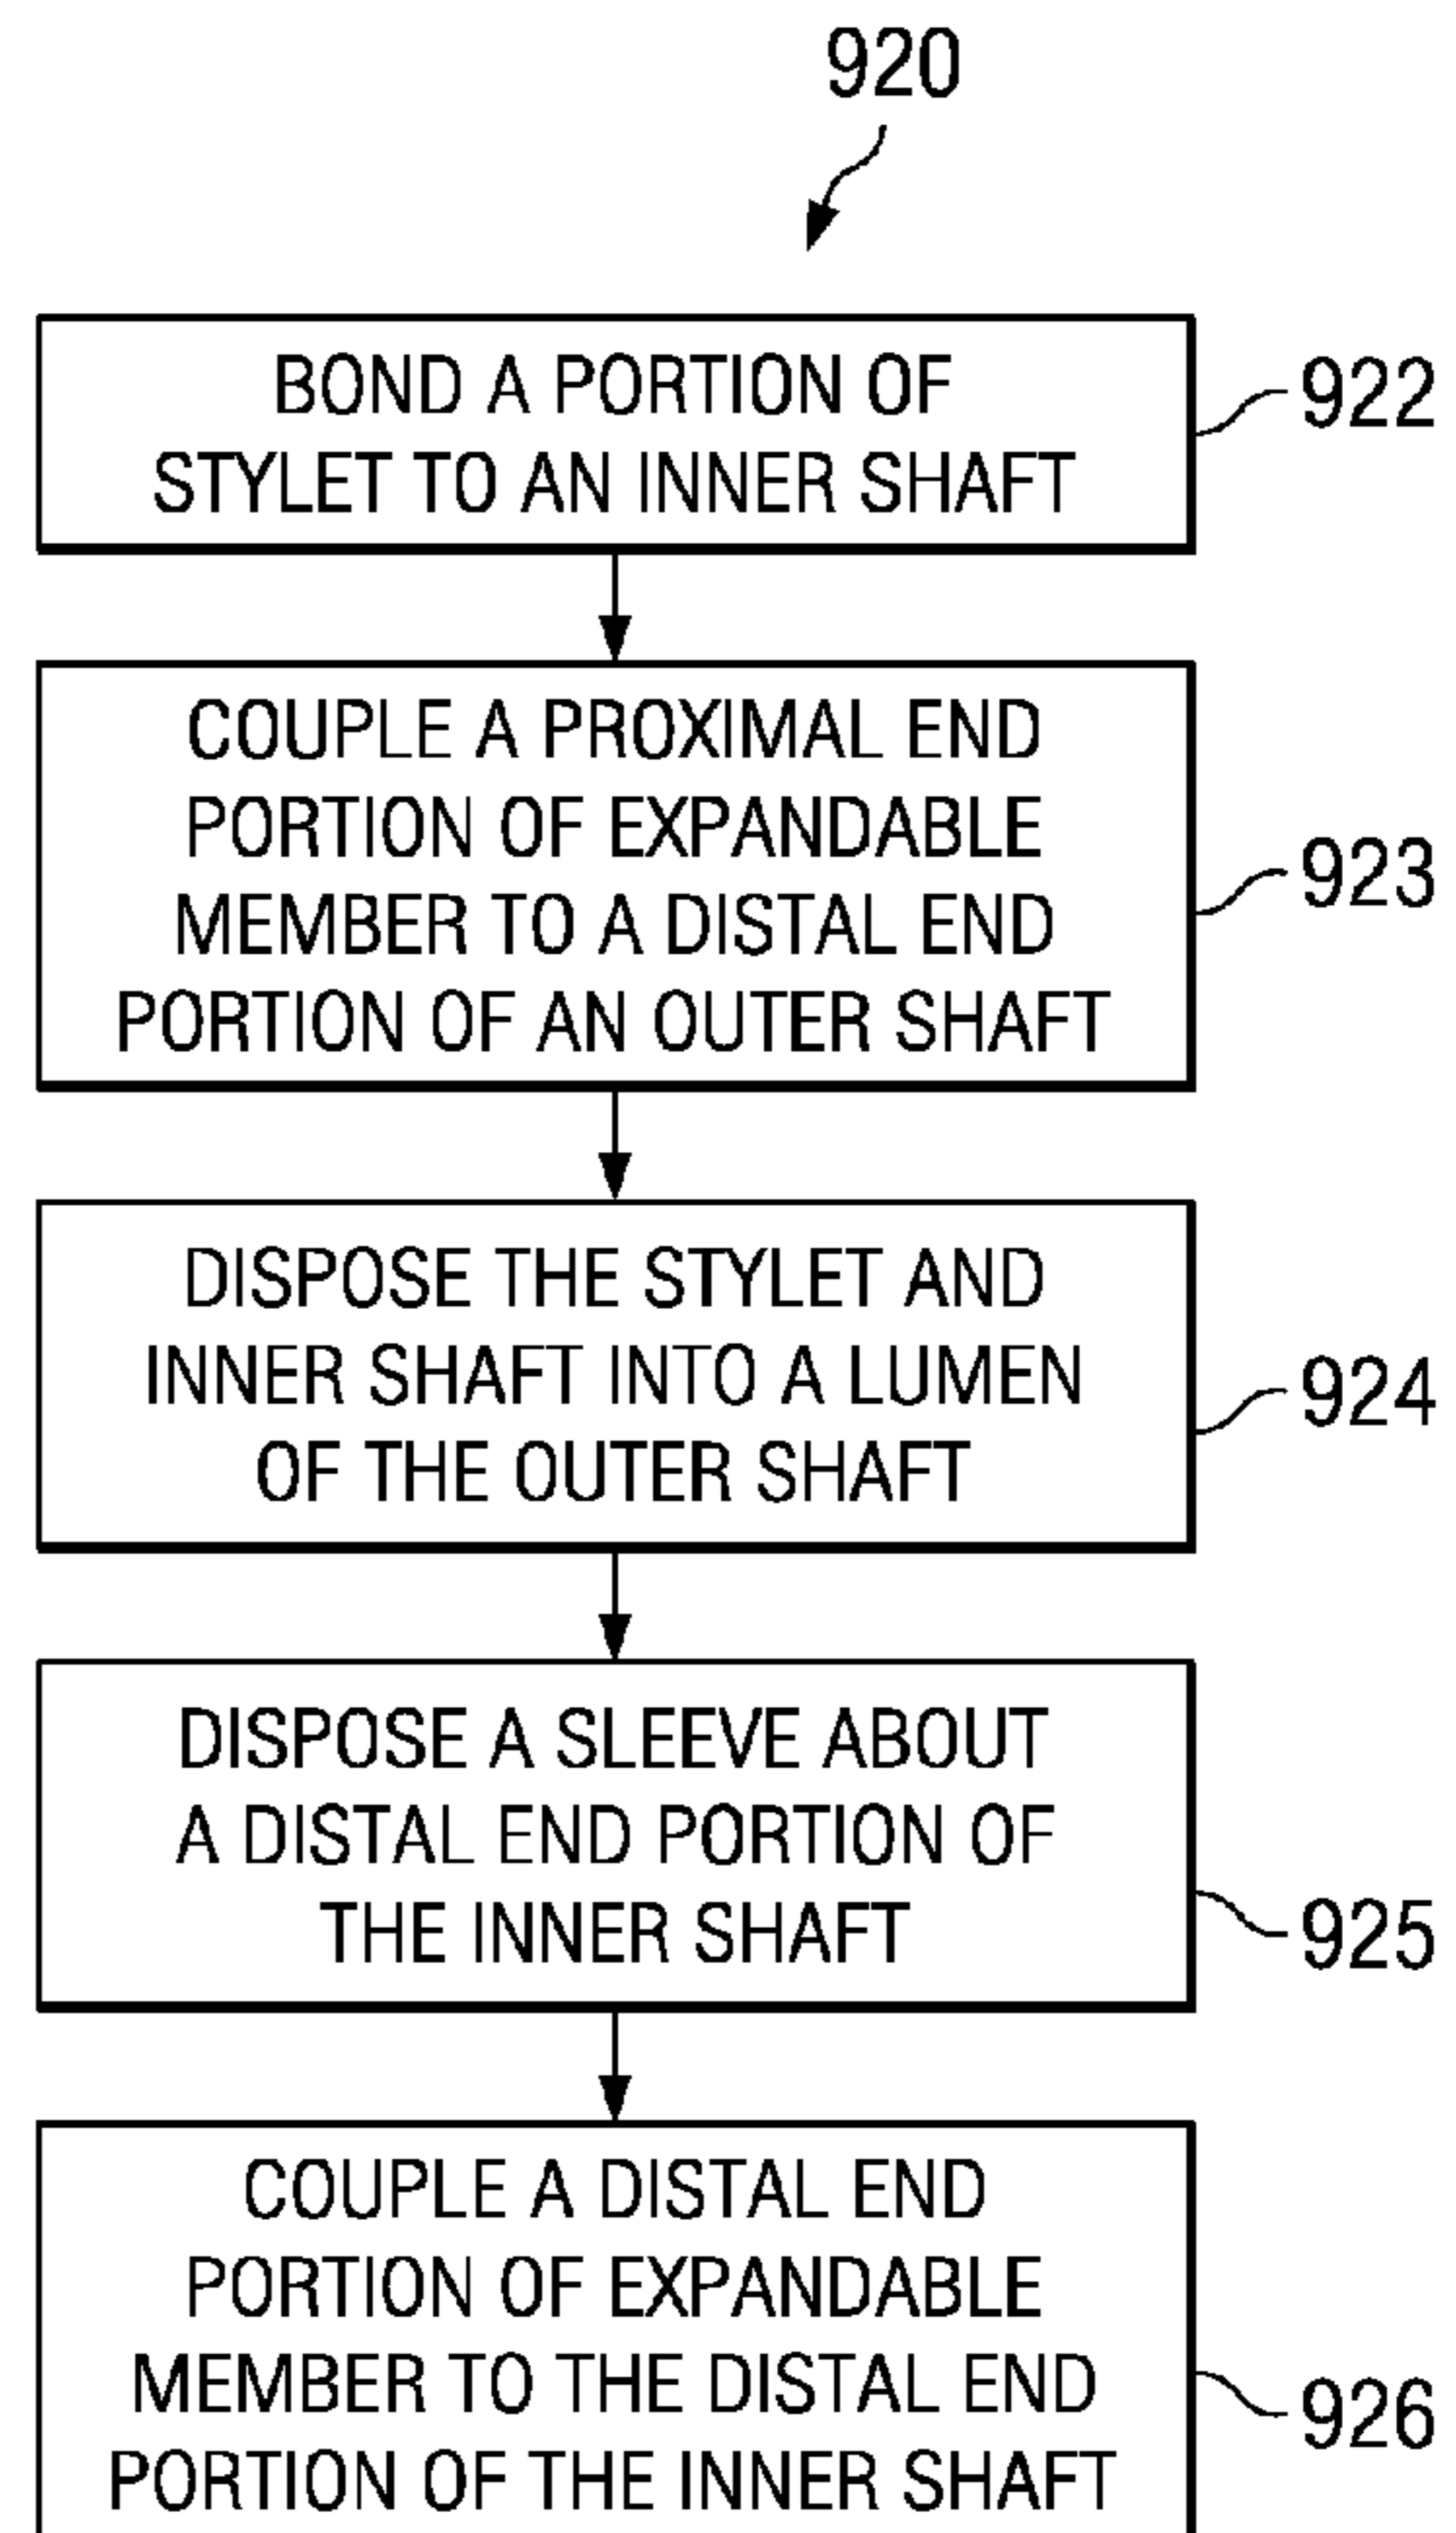 920
BOND A PORTION OF
STYLET TO AN INNER SHAFT
922
COUPLE A PROXIMAL END
PORTION OF EXPANDABLE
MEMBER TO A DISTAL END
PORTION OF AN OUTER SHAFT
923
DISPOSE THE STYLET AND
INNER SHAFT INTO A LUMEN
OF THE OUTER SHAFT
924
DISPOSE A SLEEVE ABOUT
A DISTAL END PORTION OF
THE INNER SHAFT
925
COUPLE A DISTAL END
PORTION OF EXPANDABLE
MEMBER TO THE DISTAL END
PORTION OF THE INNER SHAFT
926